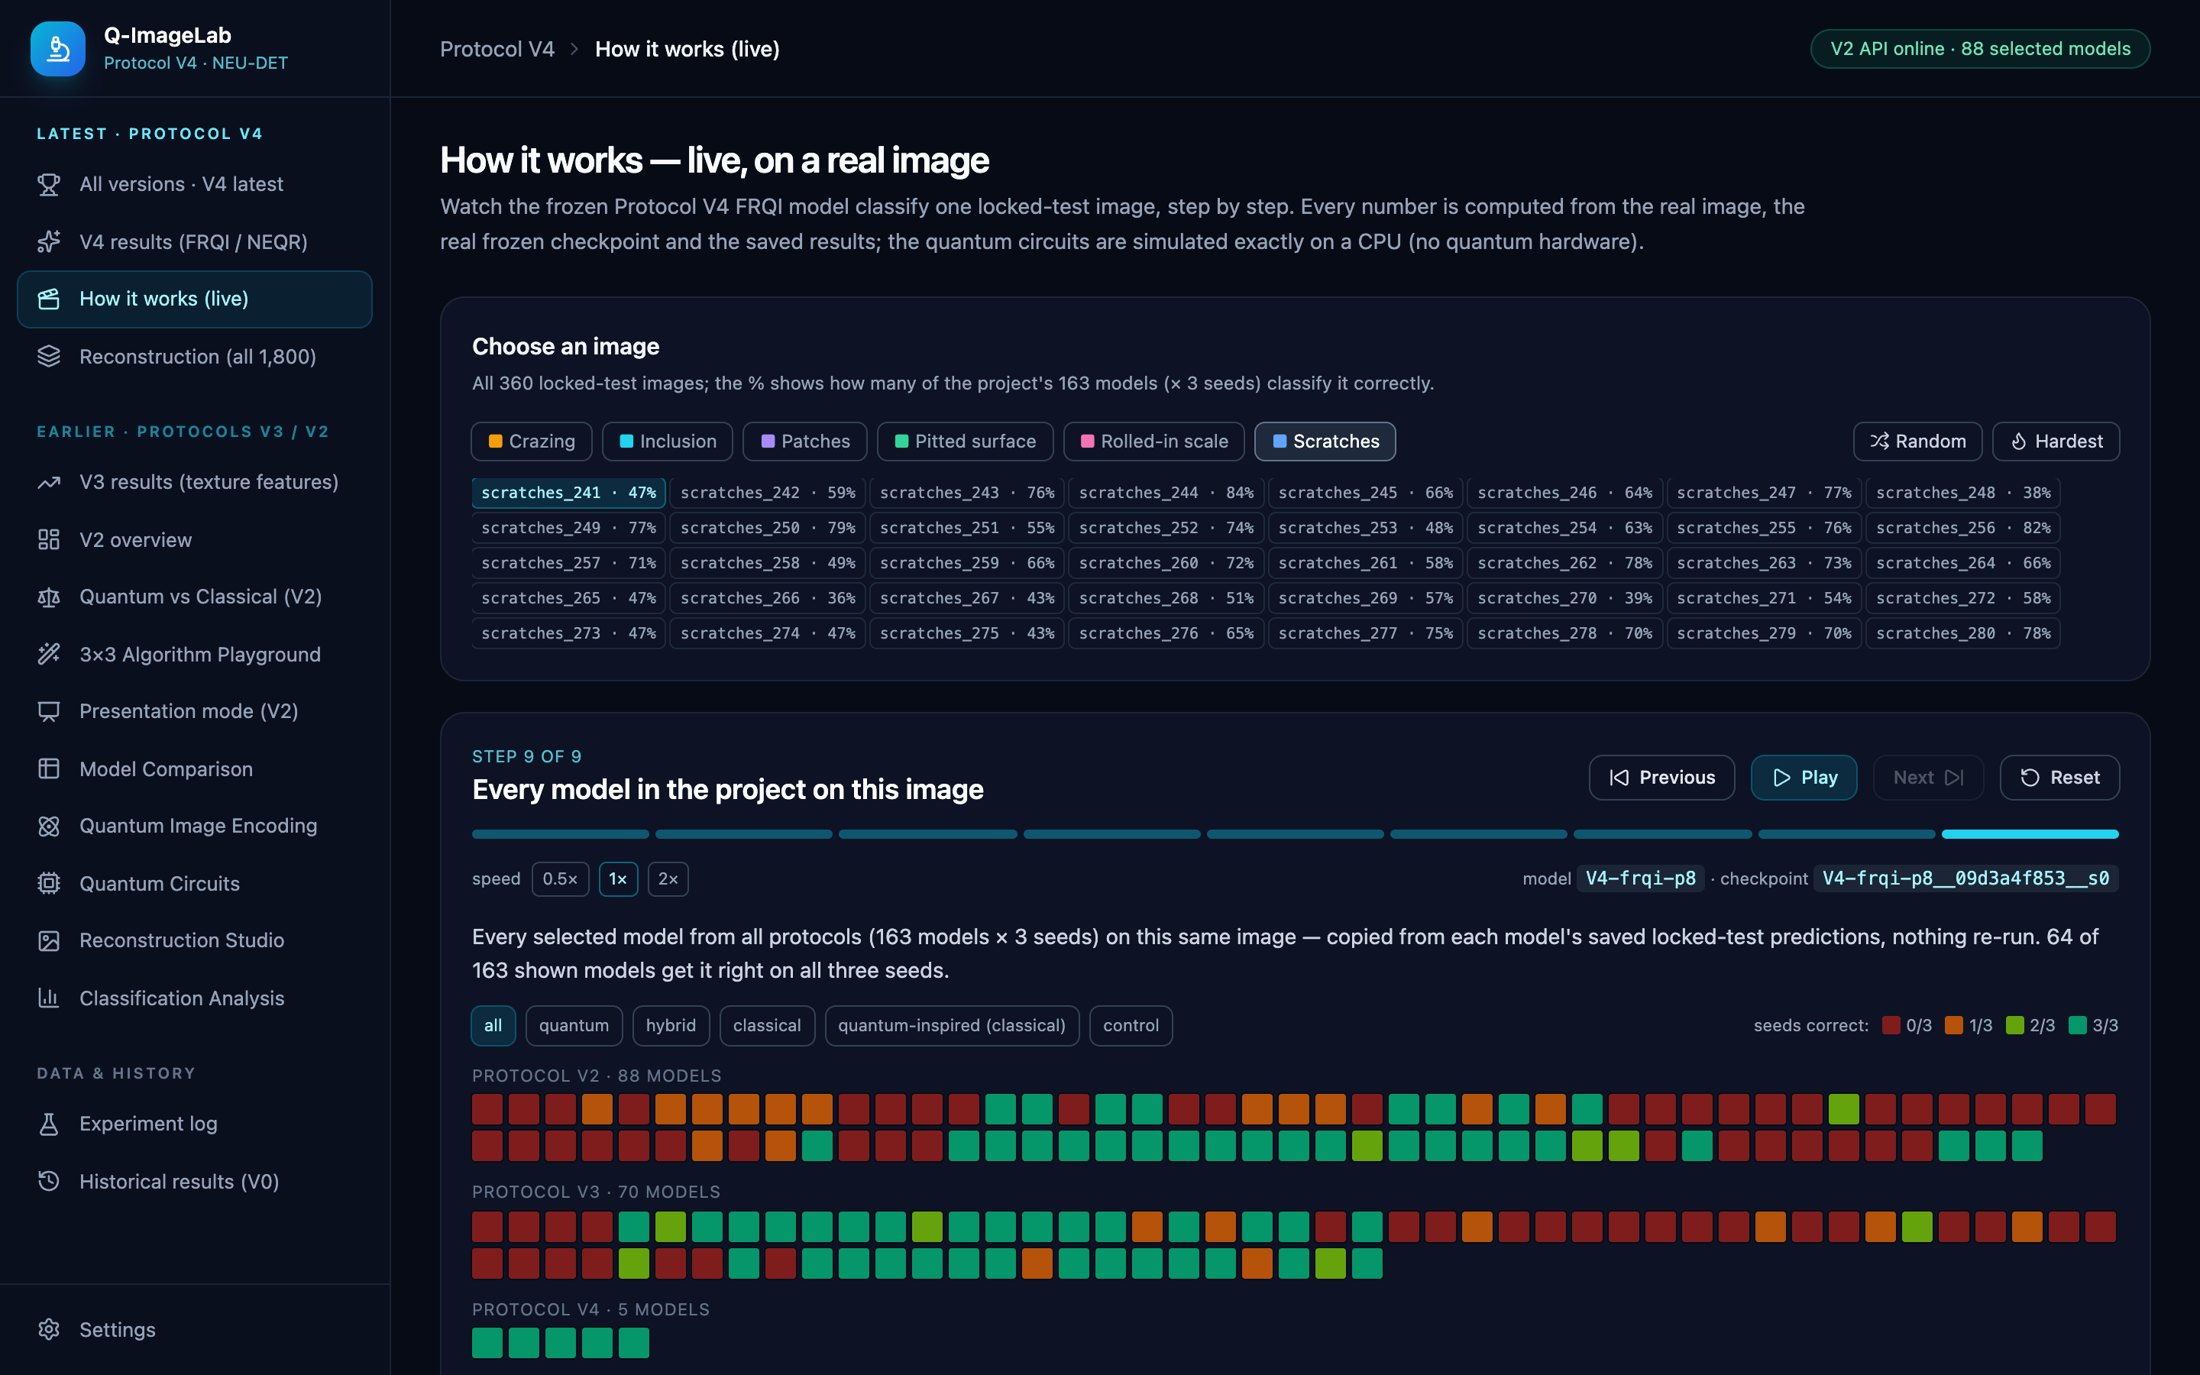 Q-ImageLab
Protocol V4 · NEU-DET
LATEST · PROTOCOL V4
All versions · V4 latest
V4 results (FRQI / NEQR)
How it works (live)
Reconstruction (all 1,800)
EARLIER · PROTOCOLS V3 / V2
V3 results (texture features)
V2 overview
Quantum vs Classical (V2)
3×3 Algorithm Playground
Presentation mode (V2)
Model Comparison
Quantum Image Encoding
Quantum Circuits
Reconstruction Studio
Classification Analysis
DATA & HISTORY
Experiment log
Historical results (V0)
Settings
Protocol V4 > How it works (live)
V2 API online · 88 selected models
How it works — live, on a real image
Watch the frozen Protocol V4 FRQI model classify one locked-test image, step by step. Every number is computed from the real image, the
real frozen checkpoint and the saved results; the quantum circuits are simulated exactly on a CPU (no quantum hardware).
Choose an image
All 360 locked-test images; the % shows how many of the project's 163 models (× 3 seeds) classify it correctly.
Crazing Inclusion Patches Pitted surface Rolled-in scale Scratches Random Hardest
scratches_241 · 47% scratches_242 · 59% scratches_243 · 76% scratches_244 · 84% scratches_245 · 66% scratches_246 · 64% scratches_247 · 77% scratches_248 · 38%
scratches_249 · 77% scratches_250 · 79% scratches_251 · 55% scratches_252 · 74% scratches_253 · 48% scratches_254 · 63% scratches_255 · 76% scratches_256 · 82%
scratches_257 · 71% scratches_258 · 49% scratches_259 · 66% scratches_260 · 72% scratches_261 · 58% scratches_262 · 78% scratches_263 · 73% scratches_264 · 66%
scratches_265 · 47% scratches_266 · 36% scratches_267 · 43% scratches_268 · 51% scratches_269 · 57% scratches_270 · 39% scratches_271 · 54% scratches_272 · 58%
scratches_273 · 47% scratches_274 · 47% scratches_275 · 43% scratches_276 · 65% scratches_277 · 75% scratches_278 · 70% scratches_279 · 70% scratches_280 · 78%
STEP 9 OF 9
Every model in the project on this image
Previous Play Next Reset
speed 0.5× 1× 2×
model V4-frqi-p8 · checkpoint V4-frqi-p8__09d3a4f853__s0
Every selected model from all protocols (163 models × 3 seeds) on this same image — copied from each model's saved locked-test predictions, nothing re-run. 64 of
163 shown models get it right on all three seeds.
all quantum hybrid classical quantum-inspired (classical) control
seeds correct: 0/3 1/3 2/3 3/3
PROTOCOL V2 · 88 MODELS
PROTOCOL V3 · 70 MODELS
PROTOCOL V4 · 5 MODELS